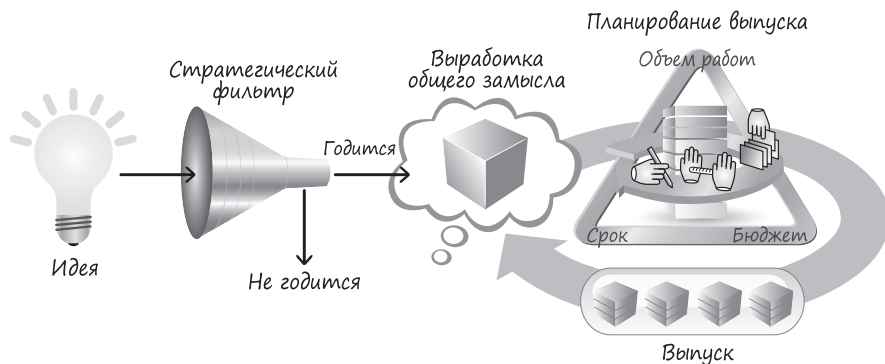 Планирование выпуска
Стратегический
фильтр
Выработка
общего замысла
Объем работ
Годится
Срок
Бюджет
Идея
Не годится
Выпуск